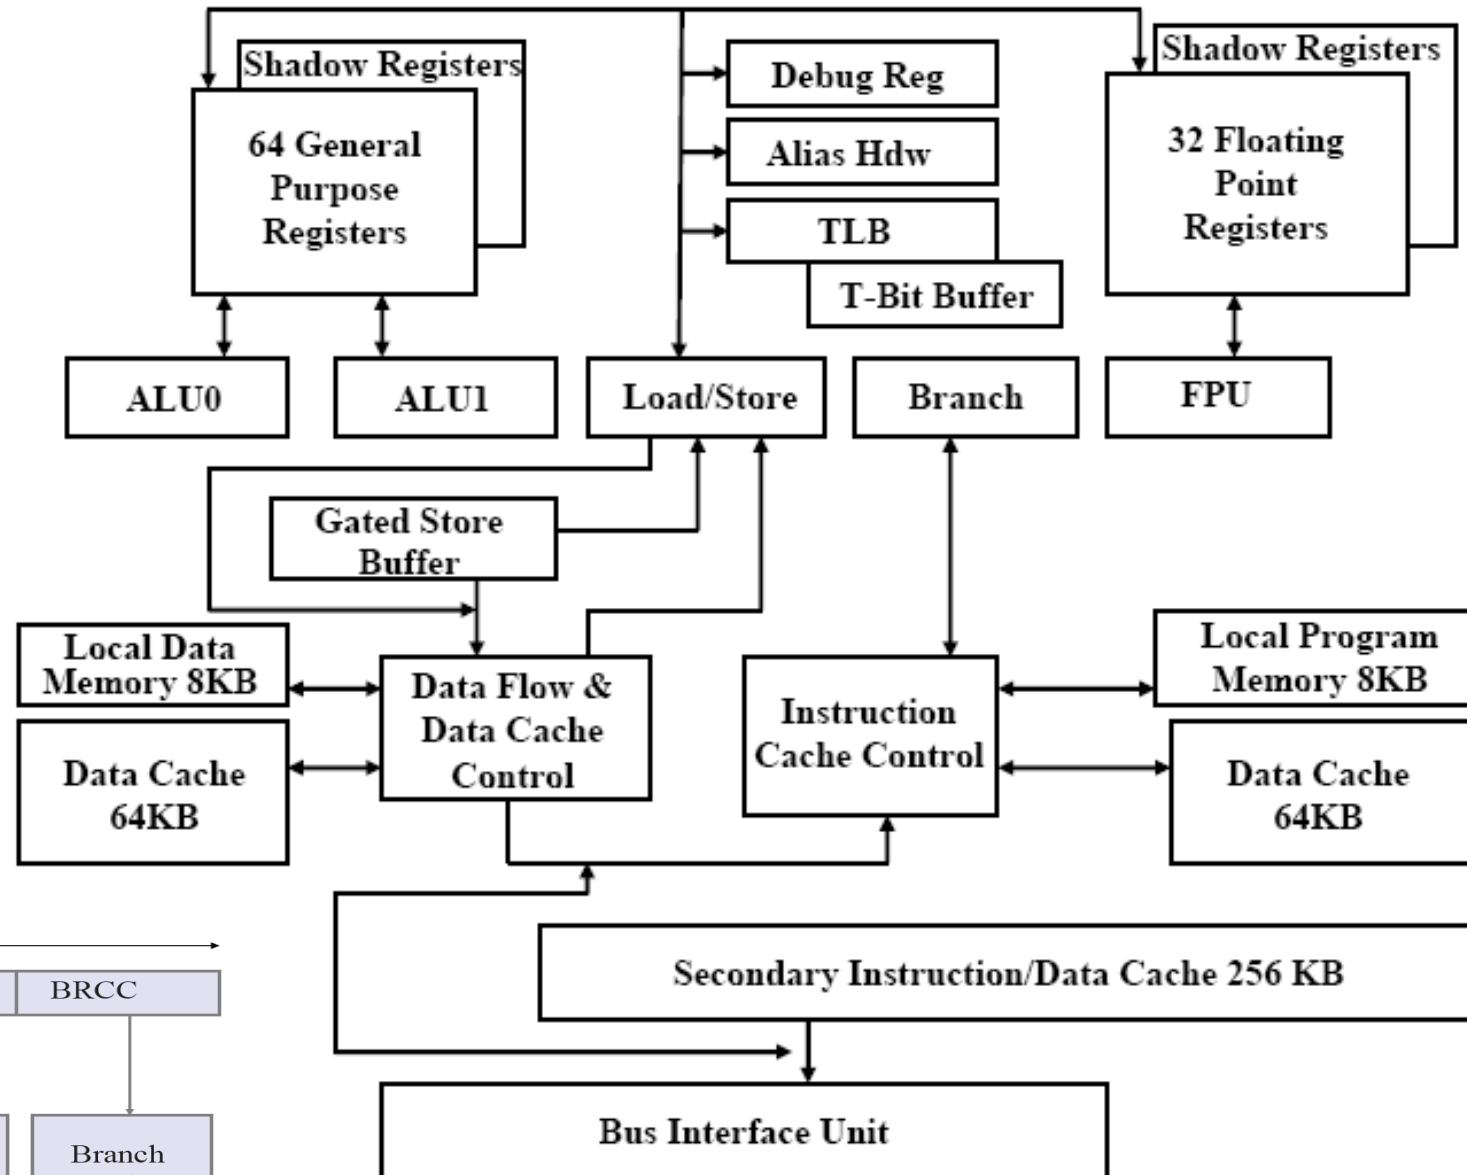 Shadow Registers
64 General
Purpose
Registers
Debug Reg
Alias Hdw
TLB
T-Bit Buffer
Shadow Registers
32 Floating
Point
Registers
ALU0
ALU1
Load/Store
Branch
FPU
Gated Store
Buffer
Local Data
Memory 8KB
Data Cache
64KB
Data Flow &
Data Cache
Control
Instruction
Cache Control
Local Program
Memory 8KB
Data Cache
64KB
Secondary Instruction/Data Cache 256 KB
BRCC
Branch
Bus Interface Unit